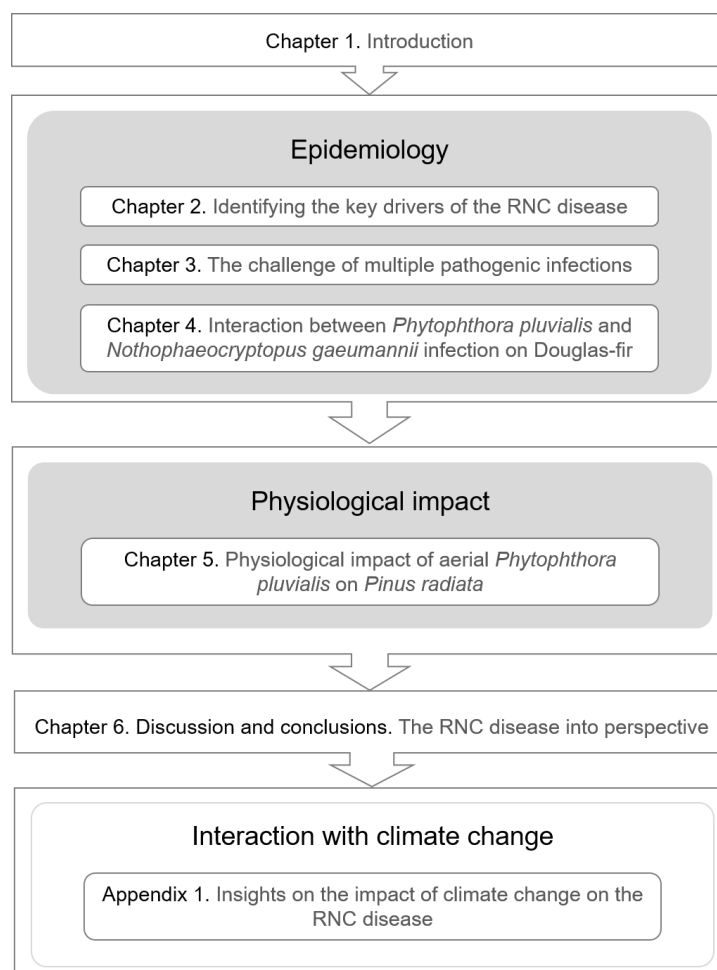 Chapter 1. Introduction
Epidemiology
Chapter 2. Identifying the key drivers of the RNC disease
Chapter 3. The challenge of multiple pathogenic infections
Chapter 4. Interaction between Phytophthora pluvialis and
Nothophaeocryptopus gaeumannii infection on Douglas-fir
Physiological impact
Chapter 5. Physiological impact of aerial Phytophthora
pluvialis on Pinus radiata
Chapter 6. Discussion and conclusions. The RNC disease into perspective
Interaction with climate change
Appendix 1. Insights on the impact of climate change on the
RNC disease